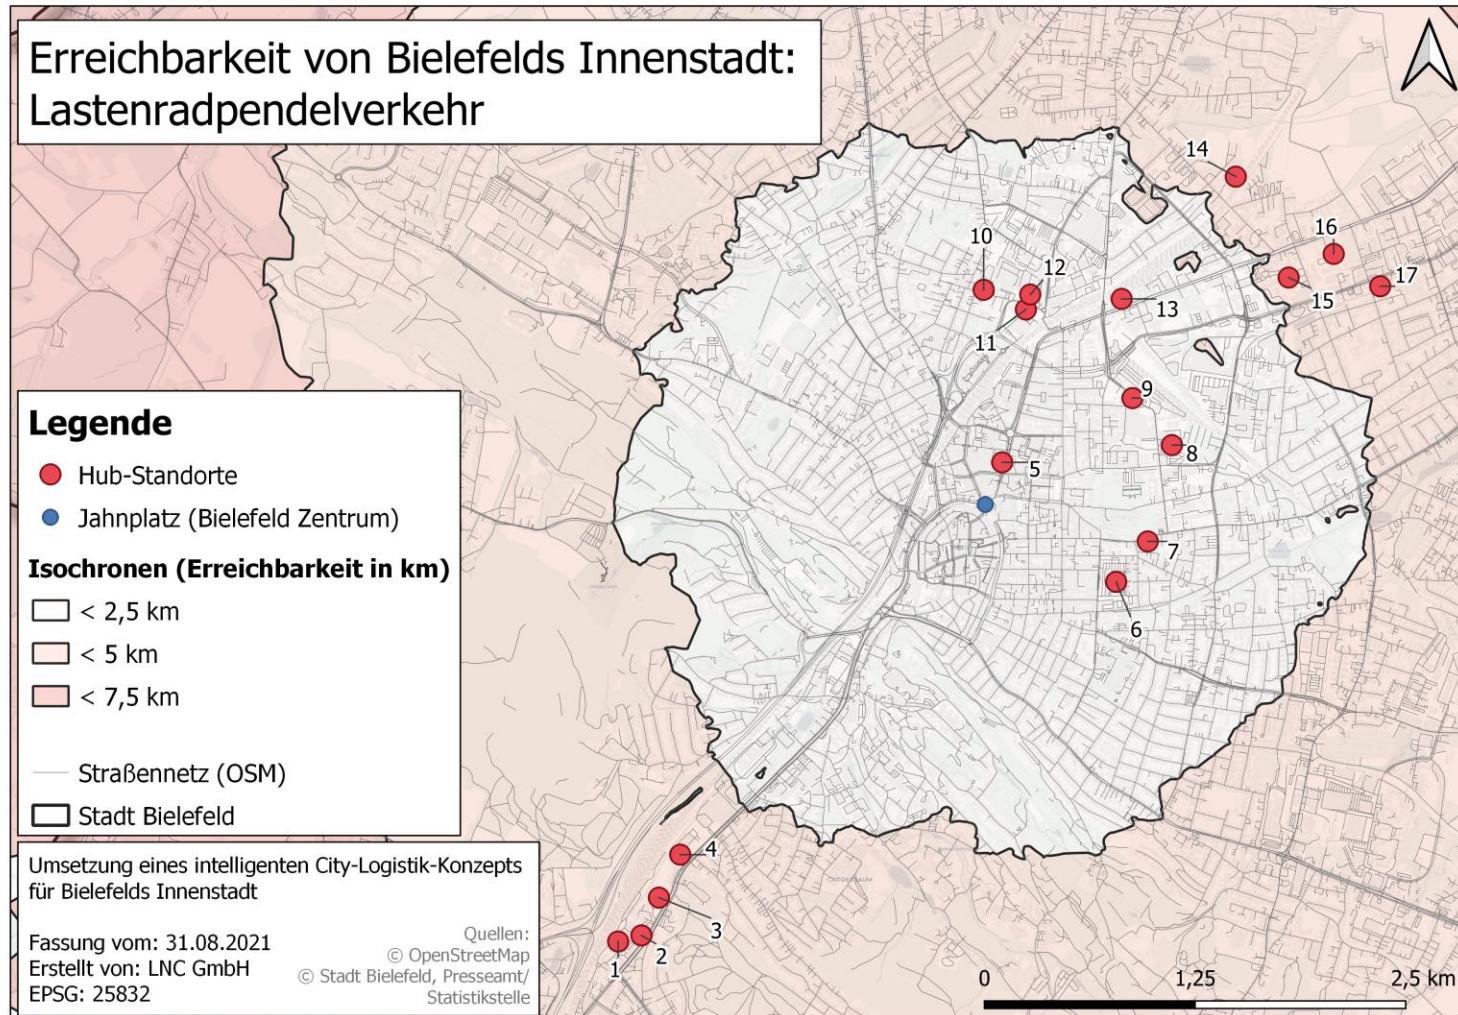 Erreichbarkeit von Bielefelds Innenstadt:
Lastenradpendelverkehr
14
16
10
12
17
15
13
11
9
8
5
7
6
4
3
2
1
Legende
Hub-Standorte
Jahnplatz (Bielefeld Zentrum)
Isochronen (Erreichbarkeit in km)
< 2,5 km
< 5 km
< 7,5 km
Straßennetz (OSM)
Stadt Bielefeld
Umsetzung eines intelligenten City-Logistik-Konzepts
für Bielefelds Innenstadt
Fassung vom: 31.08.2021
Erstellt von: LNC GmbH
EPSG: 25832
Quellen:
© OpenStreetMap
© Stadt Bielefeld, Presseamt/
Statistikstelle
0 1,25 2,5 km